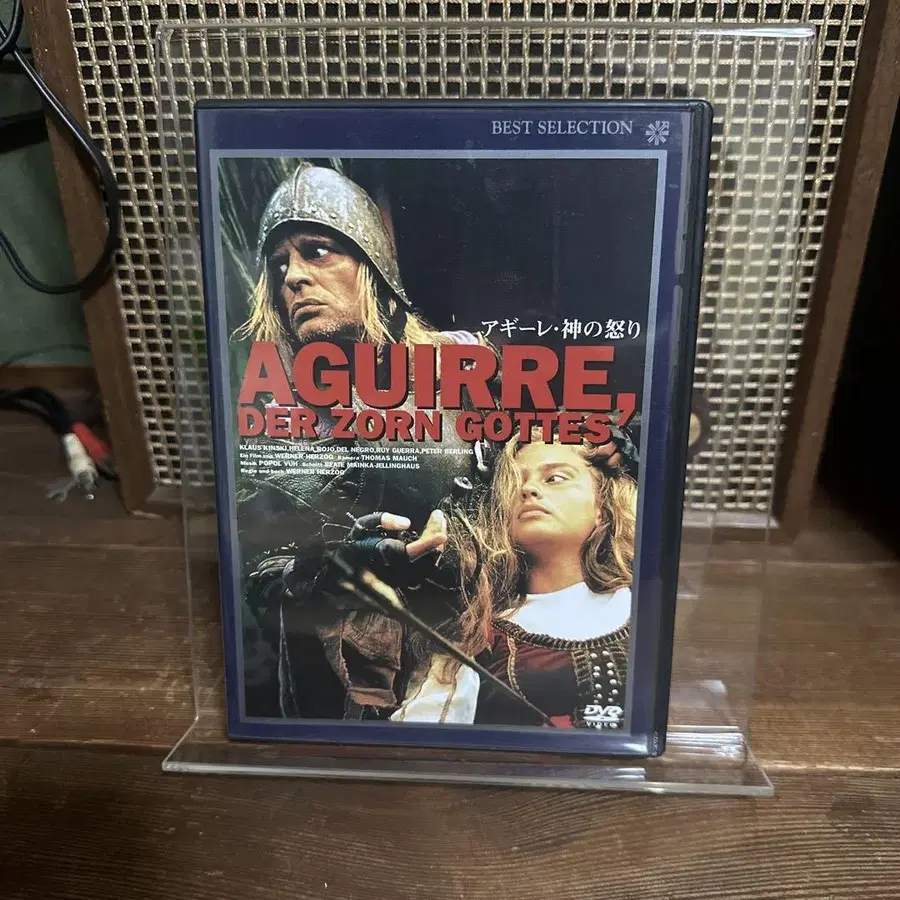 BEST SELECTION
アギーレ・神の怒り
AGUIRRE,
DER ZORN GOTTES
KLAUS KINSKI, HELENA ROJO, DEL NEGRO, RUY GUERRA, PETER BERLING
Ein Film von WERNER HERZOG Kamera THOMAS MAUCH
Musik POPOL VUH Schnitt BEATE MAINKA-JELLINGHAUS
Regie und buch WERNER HERZOG
DVD
VIDEO